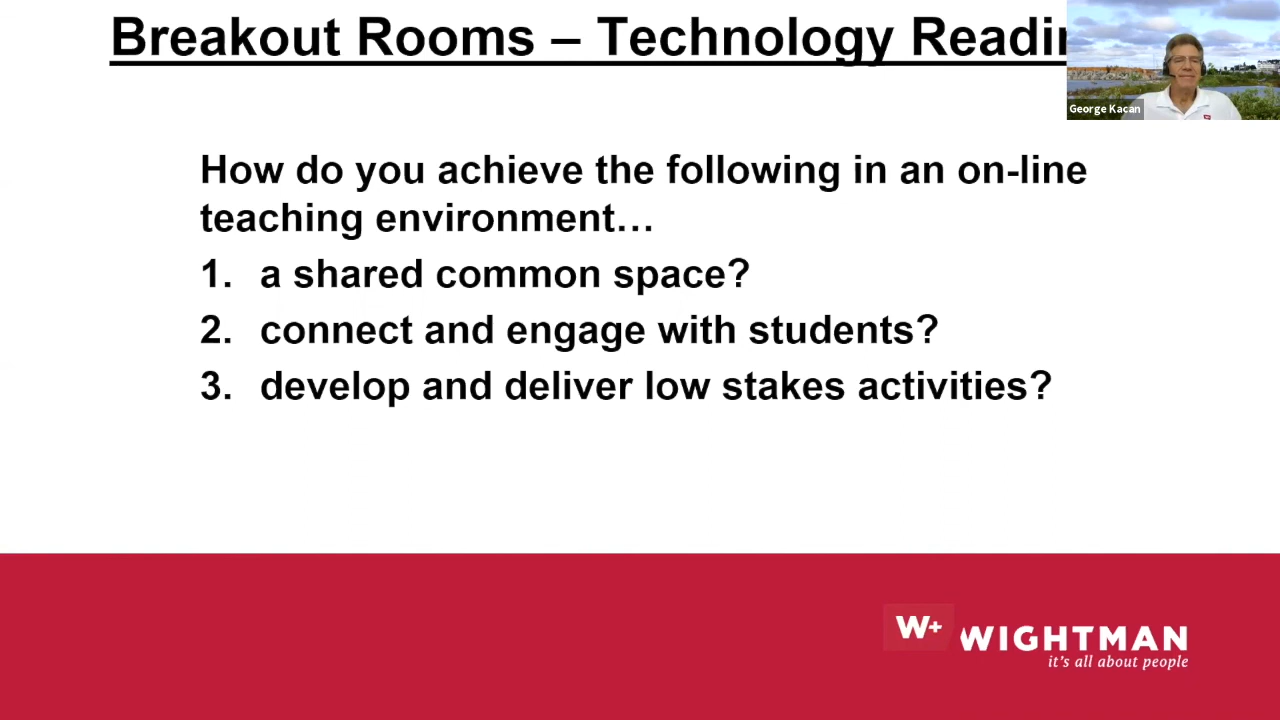 Breakout Rooms – Technology
George Kacan
How do you achieve the following in an on-line
teaching environment…
1. a shared common space?
2. connect and engage with students?
3. develop and deliver low stakes activities?
W+ WIGHTMAN
it's all about people